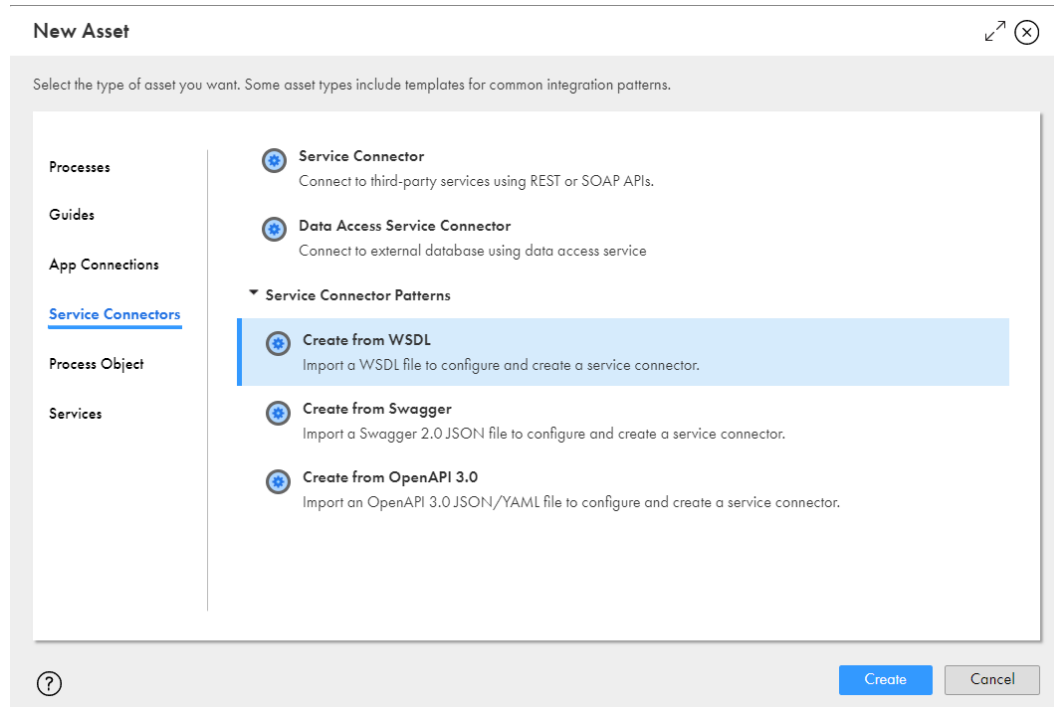 New Asset
Select the type of asset you want. Some asset types include templates for common integration patterns.
Processes
Guides
App Connections
Service Connectors
Process Object
Services
Service Connector
Connect to third-party services using REST or SOAP APIs.
Data Access Service Connector
Connect to external database using data access service
Service Connector Patterns
Create from WSDL
Import a WSDL file to configure and create a service connector.
Create from Swagger
Import a Swagger 2.0 JSON file to configure and create a service connector.
Create from OpenAPI 3.0
Import an OpenAPI 3.0 JSON/YAML file to configure and create a service connector.
?
Create
Cancel